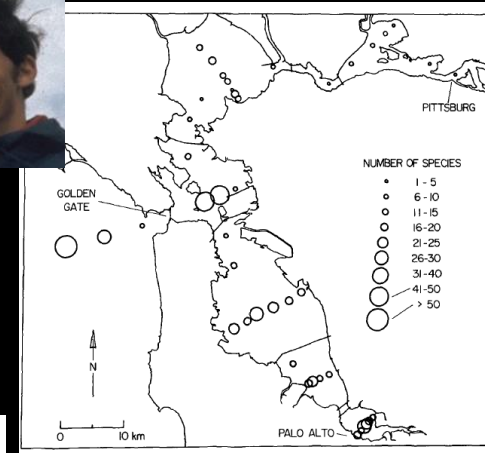 PITTSBURG
NUMBER OF SPECIES
1-5
6-10
11-15
16-20
21-25
26-30
31-40
41-50
> 50
GOLDEN
GATE
N
0 10 km
PALO ALTO